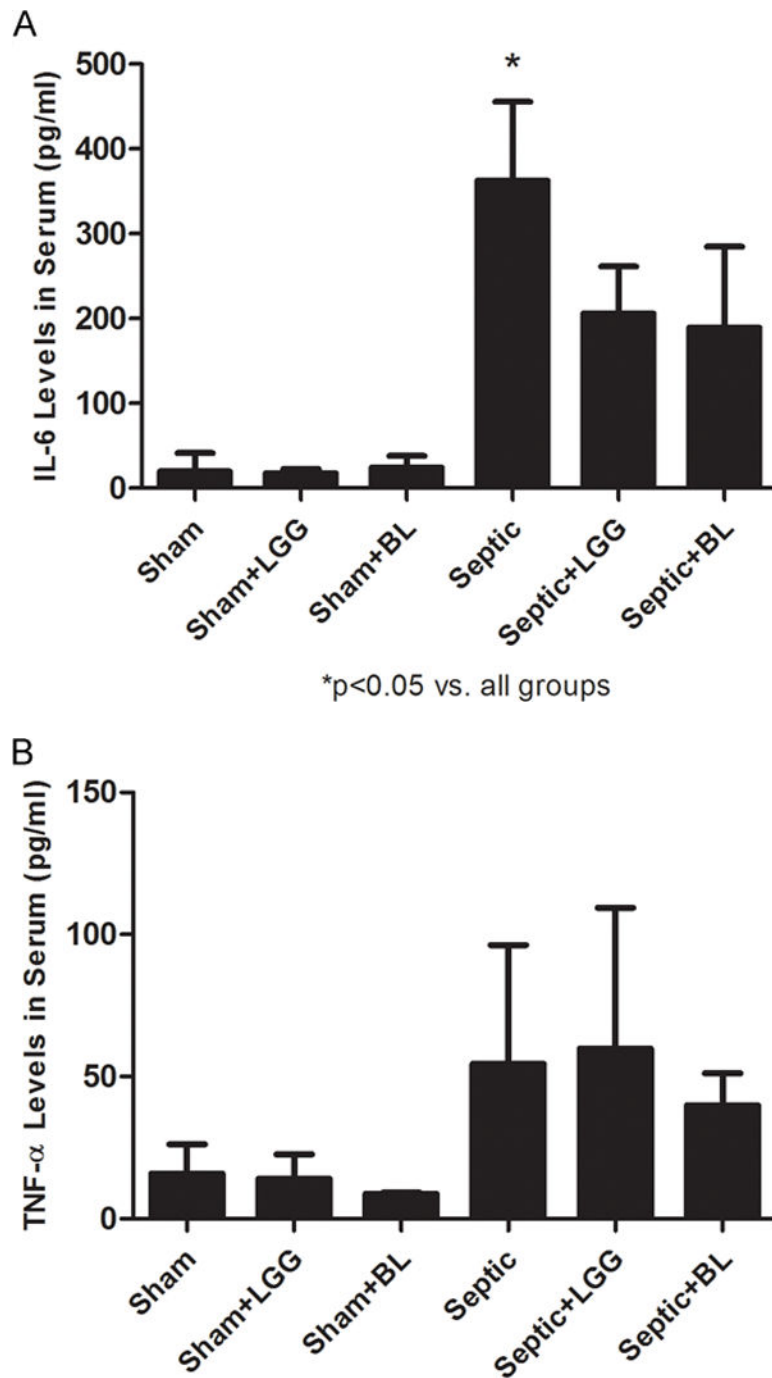 A
IL-6 Levels in Serum (pg/ml)
500
400
300
200
100
0
*
Sham
Sham+LGG
Sham+BL
Septic
Septic+LGG
Septic+BL
*p<0.05 vs. all groups
B
TNF-α Levels in Serum (pg/ml)
150
100
50
0
Sham
Sham+LGG
Sham+BL
Septic
Septic+LGG
Septic+BL